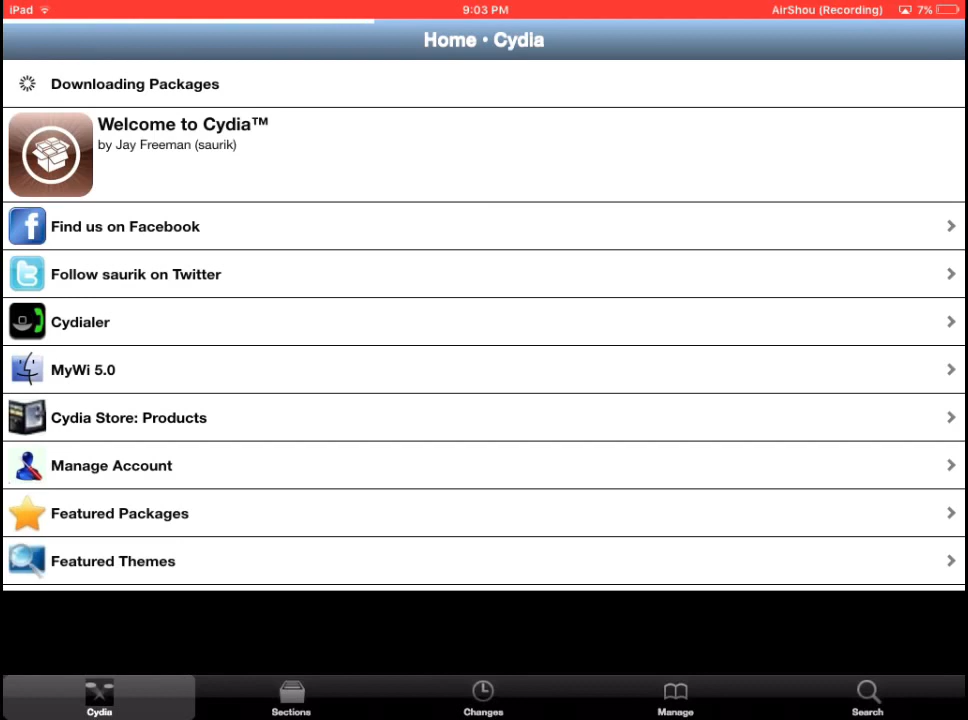 iPad 9:03 PM AirShou (Recording) 7%
Home • Cydia
Downloading Packages
Welcome to Cydia™
by Jay Freeman (saurik)
Find us on Facebook
Follow saurik on Twitter
Cydialer
MyWi 5.0
Cydia Store: Products
Manage Account
Featured Packages
Featured Themes
Cydia Sections Changes Manage Search